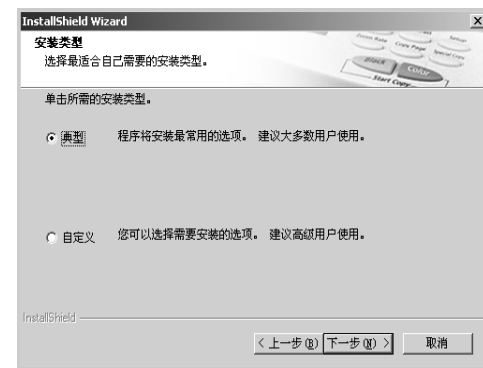 InstallShield Wizard
安装类型
选择最适合自己需要的安装类型。
Black
Color
Start Copy
单击所需的安装类型。
典型 程序将安装最常用的选项。 建议大多数用户使用。
自定义 您可以选择需要安装的选项。 建议高级用户使用。
InstallShield
< 上一步(B) 下一步(N) > 取消